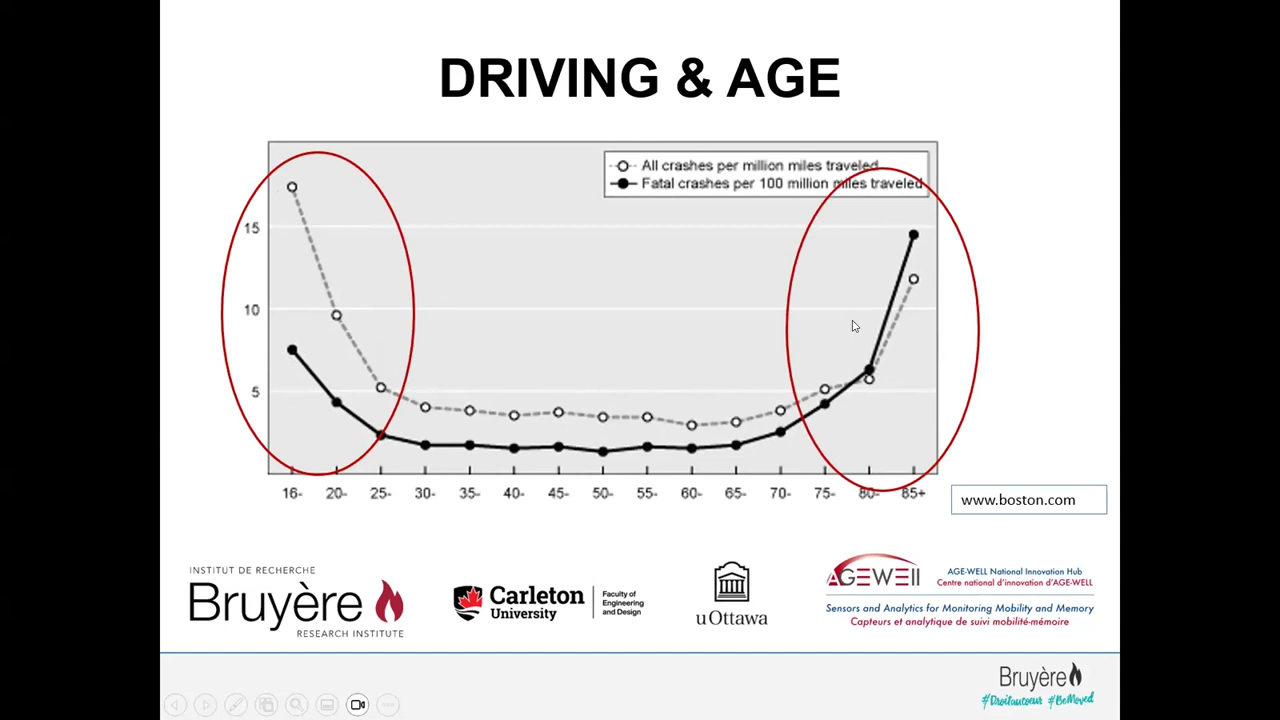 DRIVING & AGE
All crashes per million miles traveled
Fatal crashes per 100 million miles traveled
15
10
5
16- 20- 25- 30- 35- 40- 45- 50- 55- 60- 65- 70- 75- 80- 85+
www.boston.com
INSTITUT DE RECHERCHE
Bruyère
RESEARCH INSTITUTE
Carleton
University
Faculty of
Engineering
and Design
uOttawa
AGEWELL
AGE-WELL National Innovation Hub
Centre national d'innovation d'AGE-WELL
Sensors and Analytics for Monitoring Mobility and Memory
Capteurs et analytique de suivi mobilité-mémoire
Bruyère
#Droitaucoeur #BeMoved